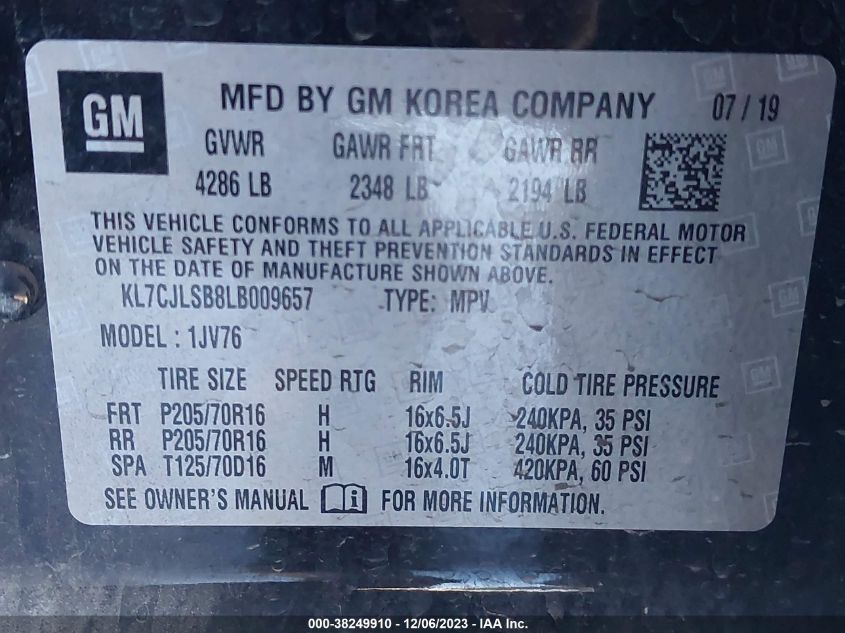 GM
MFD BY GM KOREA COMPANY 07 / 19
GVWR GAWR FRT GAWR RR
4286 LB 2348 LB 2194 LB
THIS VEHICLE CONFORMS TO ALL APPLICABLE U.S. FEDERAL MOTOR
VEHICLE SAFETY AND THEFT PREVENTION STANDARDS IN EFFECT
ON THE DATE OF MANUFACTURE SHOWN ABOVE.
KL7CJLSB8LB009657 TYPE: MPV
MODEL : 1JV76
TIRE SIZE SPEED RTG RIM COLD TIRE PRESSURE
FRT P205/70R16 H 16x6.5J 240KPA, 35 PSI
RR P205/70R16 H 16x6.5J 240KPA, 35 PSI
SPA T125/70D16 M 16x4.0T 420KPA, 60 PSI
SEE OWNER'S MANUAL FOR MORE INFORMATION.
000-38249910 - 12/06/2023 - IAA Inc.